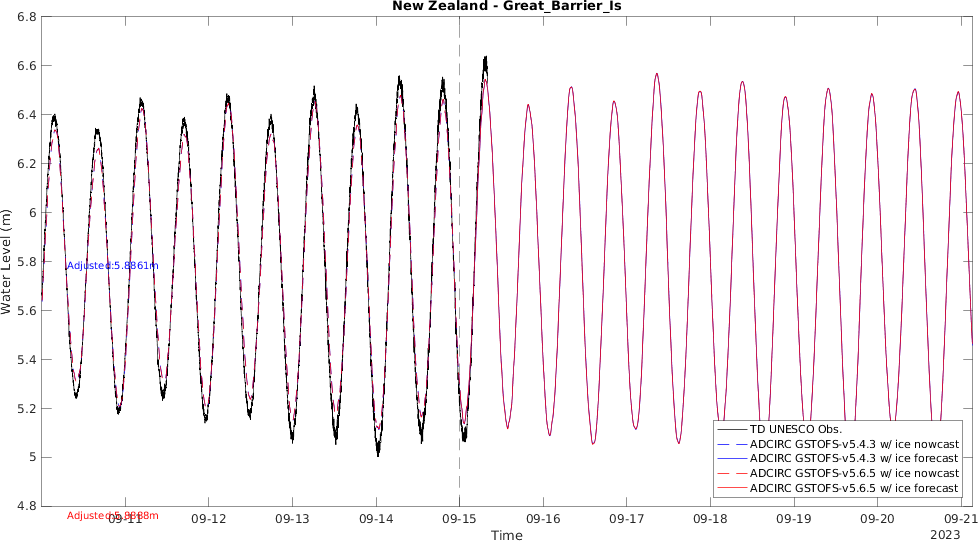 New Zealand - Great_Barrier_Is
6.8
6.6
6.4
6.2
6
5.8
5.6
5.4
5.2
5
4.8
Water Level (m)
Adjusted:5.8861m
TD UNESCO Obs.
ADCIRC GSTOFS-v5.4.3 w/ ice nowcast
ADCIRC GSTOFS-v5.4.3 w/ ice forecast
ADCIRC GSTOFS-v5.6.5 w/ ice nowcast
ADCIRC GSTOFS-v5.6.5 w/ ice forecast
09-11 09-12 09-13 09-14 09-15 09-16 09-17 09-18 09-19 09-20 09-21
Time
2023